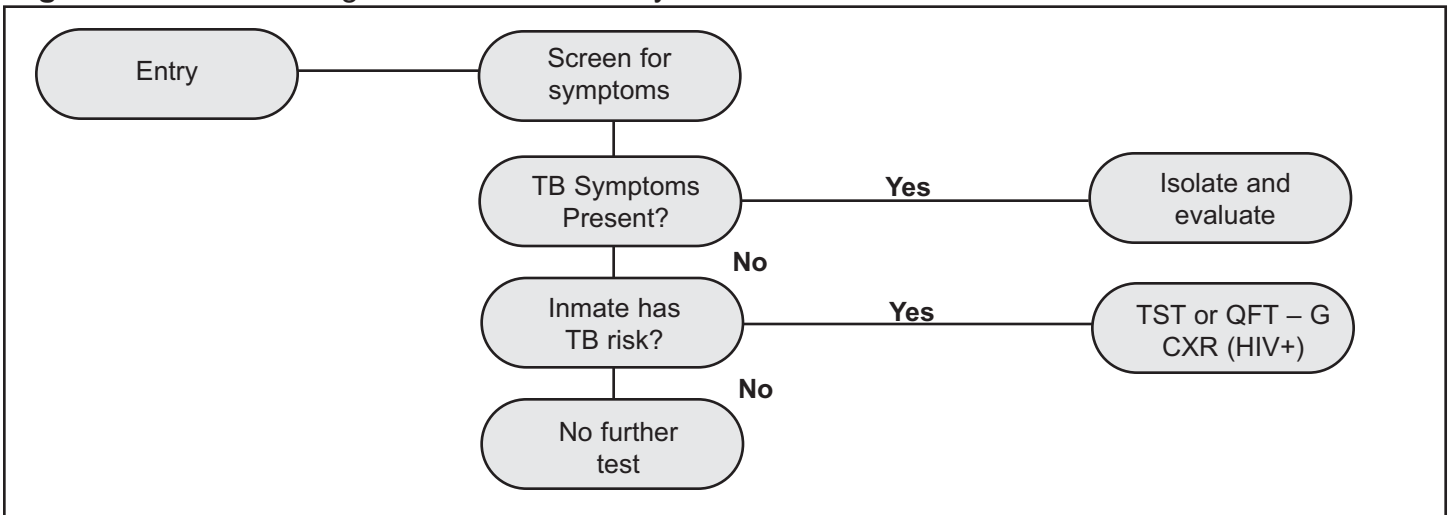 Entry
Screen for
symptoms
TB Symptoms
Present?
Yes
Isolate and
evaluate
No
Inmate has
TB risk?
Yes
TST or QFT – G
CXR (HIV+)
No
No further
test